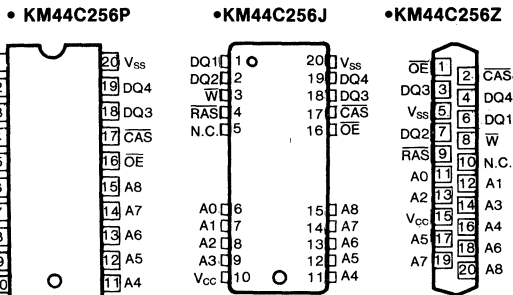 • KM44C256P
20 VSS
19 DQ4
18 DQ3
17 CAS
16 OE
15 A8
14 A7
13 A6
12 A5
11 A4
•KM44C256J
DQ1 1 20 VSS
DQ2 2 19 DQ4
W 3 18 DQ3
RAS 4 17 CAS
N.C. 5 16 OE
A0 6 15 A8
A1 7 14 A7
A2 8 13 A6
A3 9 12 A5
VCC 10 11 A4
•KM44C256Z
OE 1
2 CAS
DQ3 3
4 DQ4
VSS 5
6 DQ1
DQ2 7
8 W
RAS 9
10 N.C.
A0 11
12 A1
A2 13
14 A3
VCC 15
16 A4
A5 17
18 A6
A7 19
20 A8